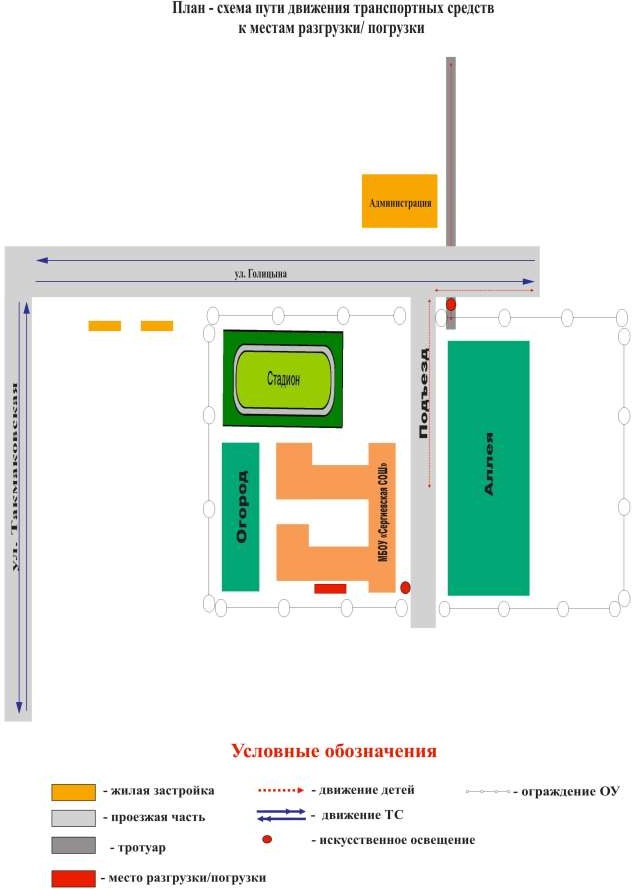 План - схема пути движения транспортных средств
к местам разгрузки/ погрузки
Администрация
ул. Голицына
ул. Такмаковская
Стадион
Подъезд
Аллея
Огород
МБОУ «Сергиевская СОШ»
Условные обозначения
- жилая застройка
- движение детей
- ограждение ОУ
- проезжая часть
- движение ТС
- тротуар
- искусственное освещение
- место разгрузки/погрузки